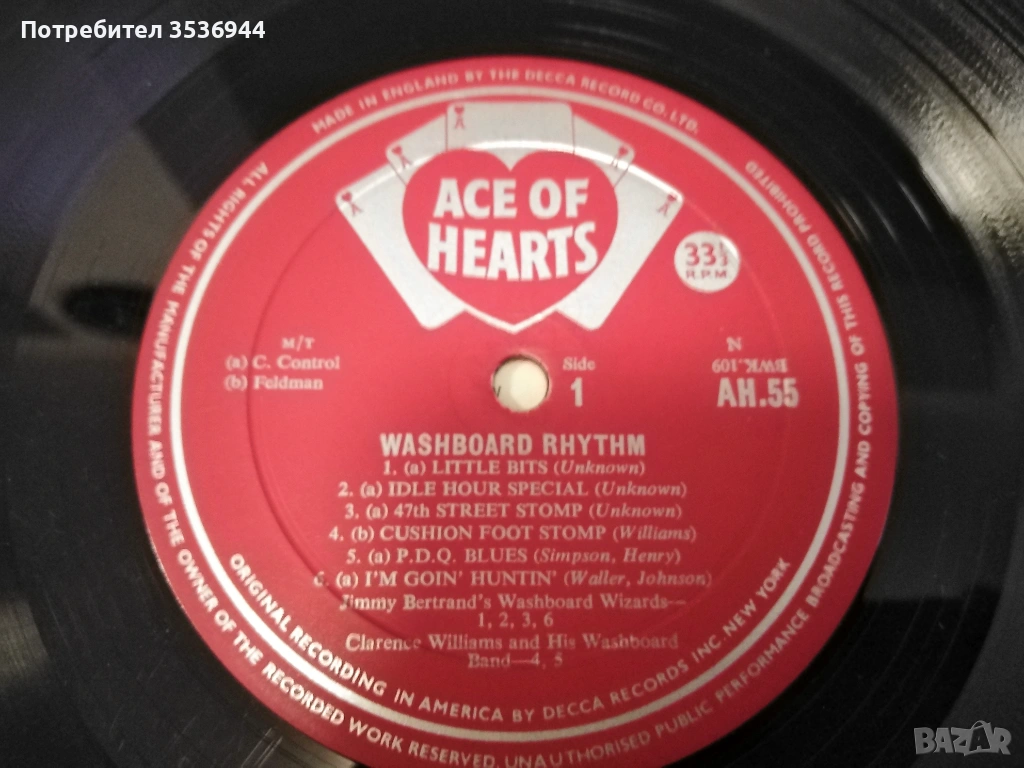 Потребител 3536944
MADE IN ENGLAND BY THE DECCA RECORD CO. LTD.
ACE OF
HEARTS
33⅓
R.P.M.
M/T
(a) C. Control
(b) Feldman
Side
1
N
BWK.109
AH.55
WASHBOARD RHYTHM
1. (a) LITTLE BITS (Unknown)
2. (a) IDLE HOUR SPECIAL (Unknown)
3. (a) 47th STREET STOMP (Unknown)
4. (b) CUSHION FOOT STOMP (Williams)
5. (a) P.D.Q. BLUES (Simpson, Henry)
6. (a) I'M GOIN' HUNTIN' (Waller, Johnson)
Jimmy Bertrand's Washboard Wizards—
1, 2, 3, 6
Clarence Williams and His Washboard
Band—4, 5
ORIGINAL RECORDING IN AMERICA BY DECCA RECORDS INC. NEW YORK
ALL RIGHTS OF THE MANUFACTURER AND OF THE OWNER OF THE RECORDED WORK RESERVED. UNAUTHORISED PUBLIC PERFORMANCE BROADCASTING AND COPYING OF THIS RECORD PROHIBITED
BAZAR